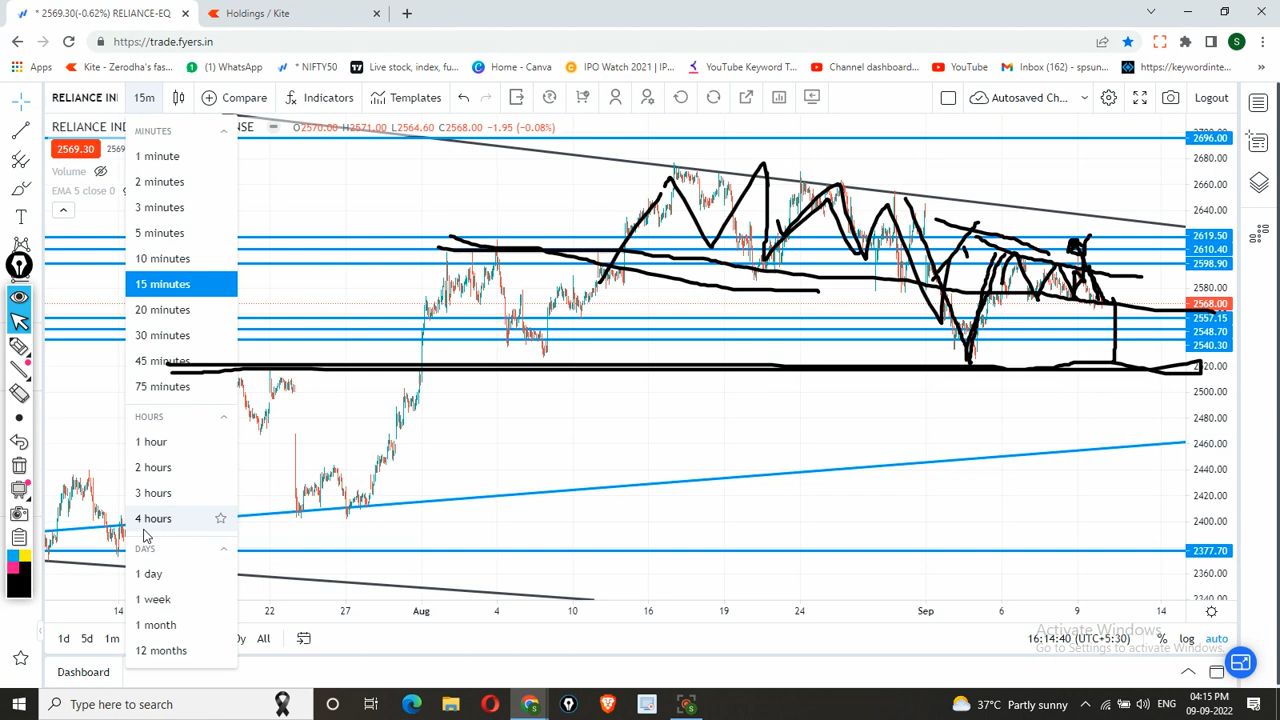 * 2569.30(-0.62%) RELIANCE-EQ
Holdings / Kite
https://trade.fyers.in
Apps
Kite - Zerodha's fas...
(1) WhatsApp
* NIFTY50
Live stock, index, fu...
Home - Canva
IPO Watch 2021 | IP...
YouTube Keyword T...
Channel dashboard...
YouTube
Inbox (162) - spsun...
https://keywordinte...
RELIANCE INI
15m
Compare
Indicators
Templates
Autosaved Ch...
Logout
RELIANCE IND
NSE
O2570.00 H2571.00 L2564.60 C2568.00 -1.95 (-0.08%)
2569.30
2569
Volume
EMA 5 close 0
MINUTES
1 minute
2 minutes
3 minutes
5 minutes
10 minutes
15 minutes
20 minutes
30 minutes
45 minutes
75 minutes
HOURS
1 hour
2 hours
3 hours
4 hours
DAYS
1 day
1 week
1 month
12 months
2696.00
2680.00
2660.00
2640.00
2619.50
2610.40
2598.90
2580.00
2568.00
2557.15
2548.70
2540.30
2520.00
2500.00
2480.00
2460.00
2440.00
2420.00
2400.00
2377.70
2360.00
2340.00
14
22
27
Aug
4
10
16
19
24
Sep
6
9
14
1d
5d
1m
All
16:14:40 (UTC+5:30)
%
log
auto
Activate Windows
Go to Settings to activate Windows.
Dashboard
Type here to search
37°C Partly sunny
ENG
04:15 PM
09-09-2022